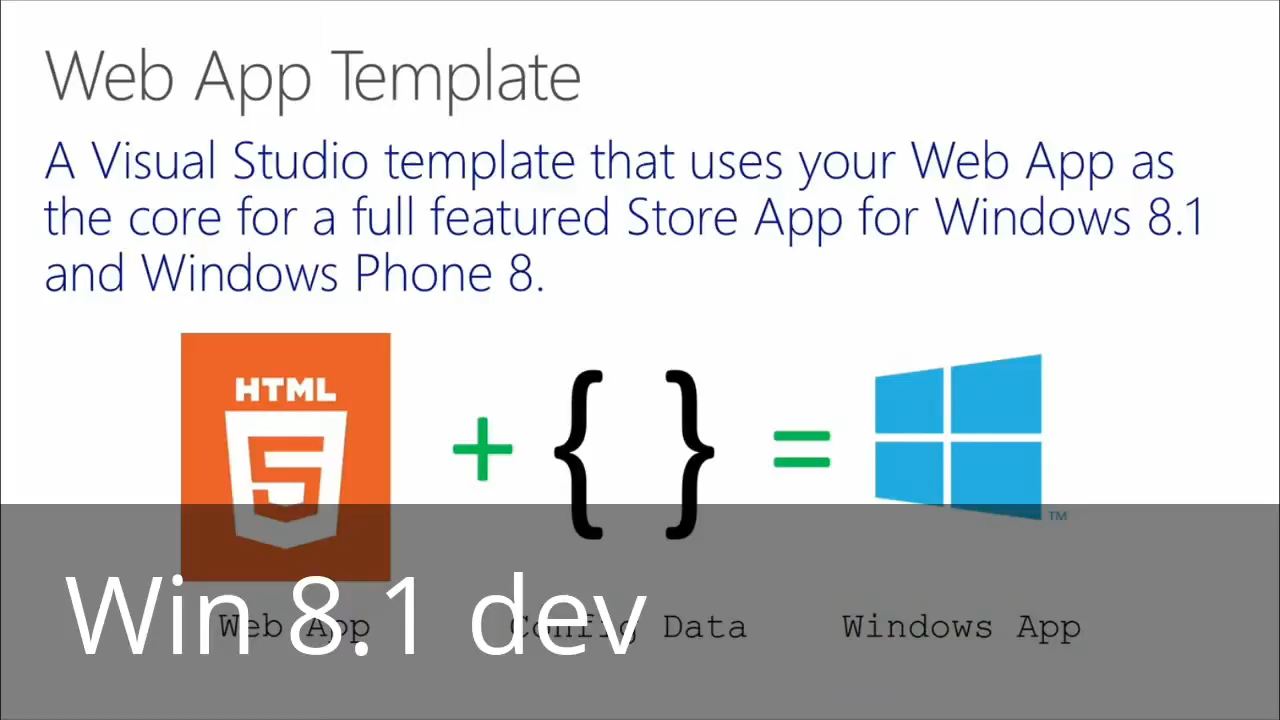 Web App Template
A Visual Studio template that uses your Web App as
the core for a full featured Store App for Windows 8.1
and Windows Phone 8.
HTML
5
+ { } =
TM
Web App Config Data Windows App
Win 8.1 dev